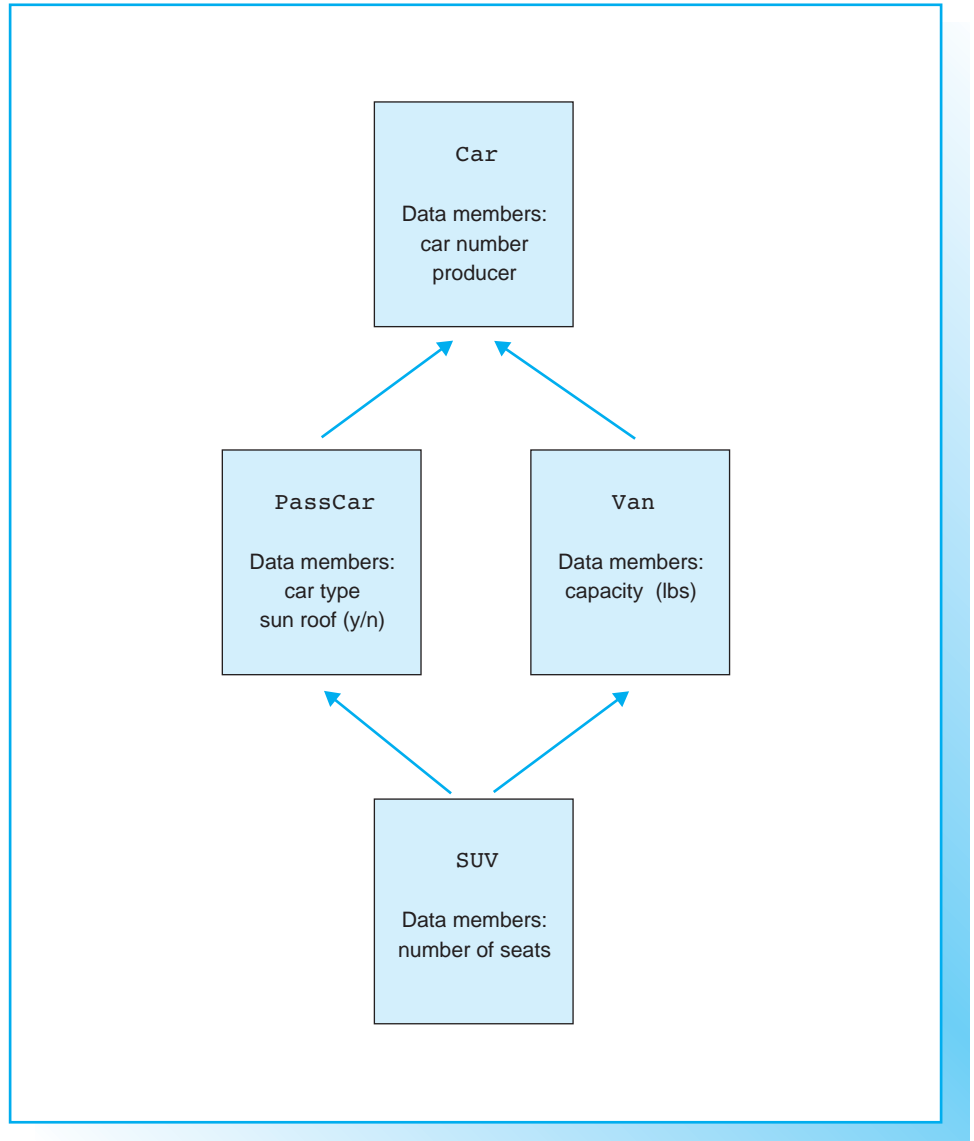 Car
Data members:
car number
producer
PassCar
Data members:
car type
sun roof (y/n)
Van
Data members:
capacity (lbs)
SUV
Data members:
number of seats